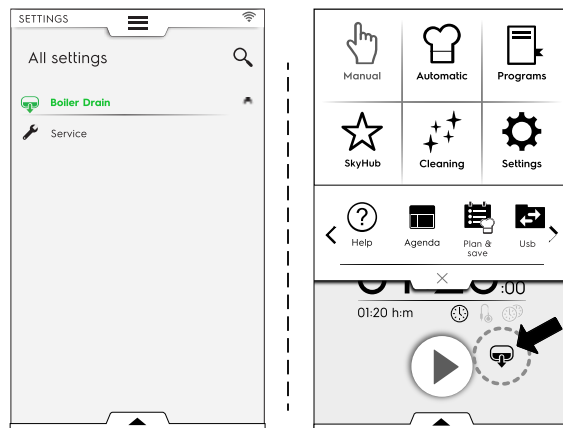 SETTINGS
All settings
Boiler Drain
Service
Manual
Automatic
Programs
SkyHub
Cleaning
Settings
?
Help
Agenda
Plan &
save
Usb
:00
01:20 h:m